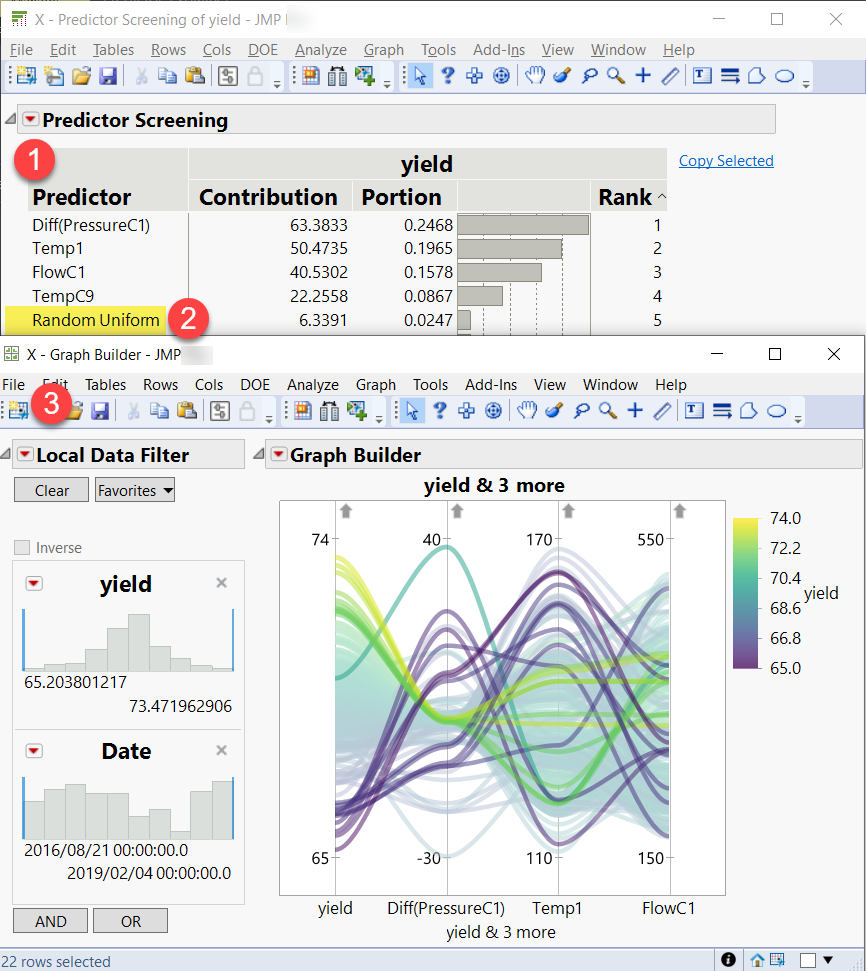 X - Predictor Screening of yield - JMP
File Edit Tables Rows Cols DOE Analyze Graph Tools Add-Ins View Window Help
Predictor Screening
1
yield
Copy Selected
Predictor Contribution Portion Rank
Diff(PressureC1) 63.3833 0.2468 1
Temp1 50.4735 0.1965 2
FlowC1 40.5302 0.1578 3
TempC9 22.2558 0.0867 4
Random Uniform 2 6.3391 0.0247 5
X - Graph Builder - JMP
File Edit Tables Rows Cols DOE Analyze Graph Tools Add-Ins View Window Help
3
Local Data Filter
Clear Favorites
Inverse
yield
65.203801217
73.471962906
Date
2016/08/21 00:00:00.0
2019/02/04 00:00:00.0
AND OR
Graph Builder
yield & 3 more
74 40 170 550
65 -30 110 150
yield Diff(PressureC1) Temp1 FlowC1
yield & 3 more
74.0
72.2
70.4
yield
68.6
66.8
65.0
22 rows selected